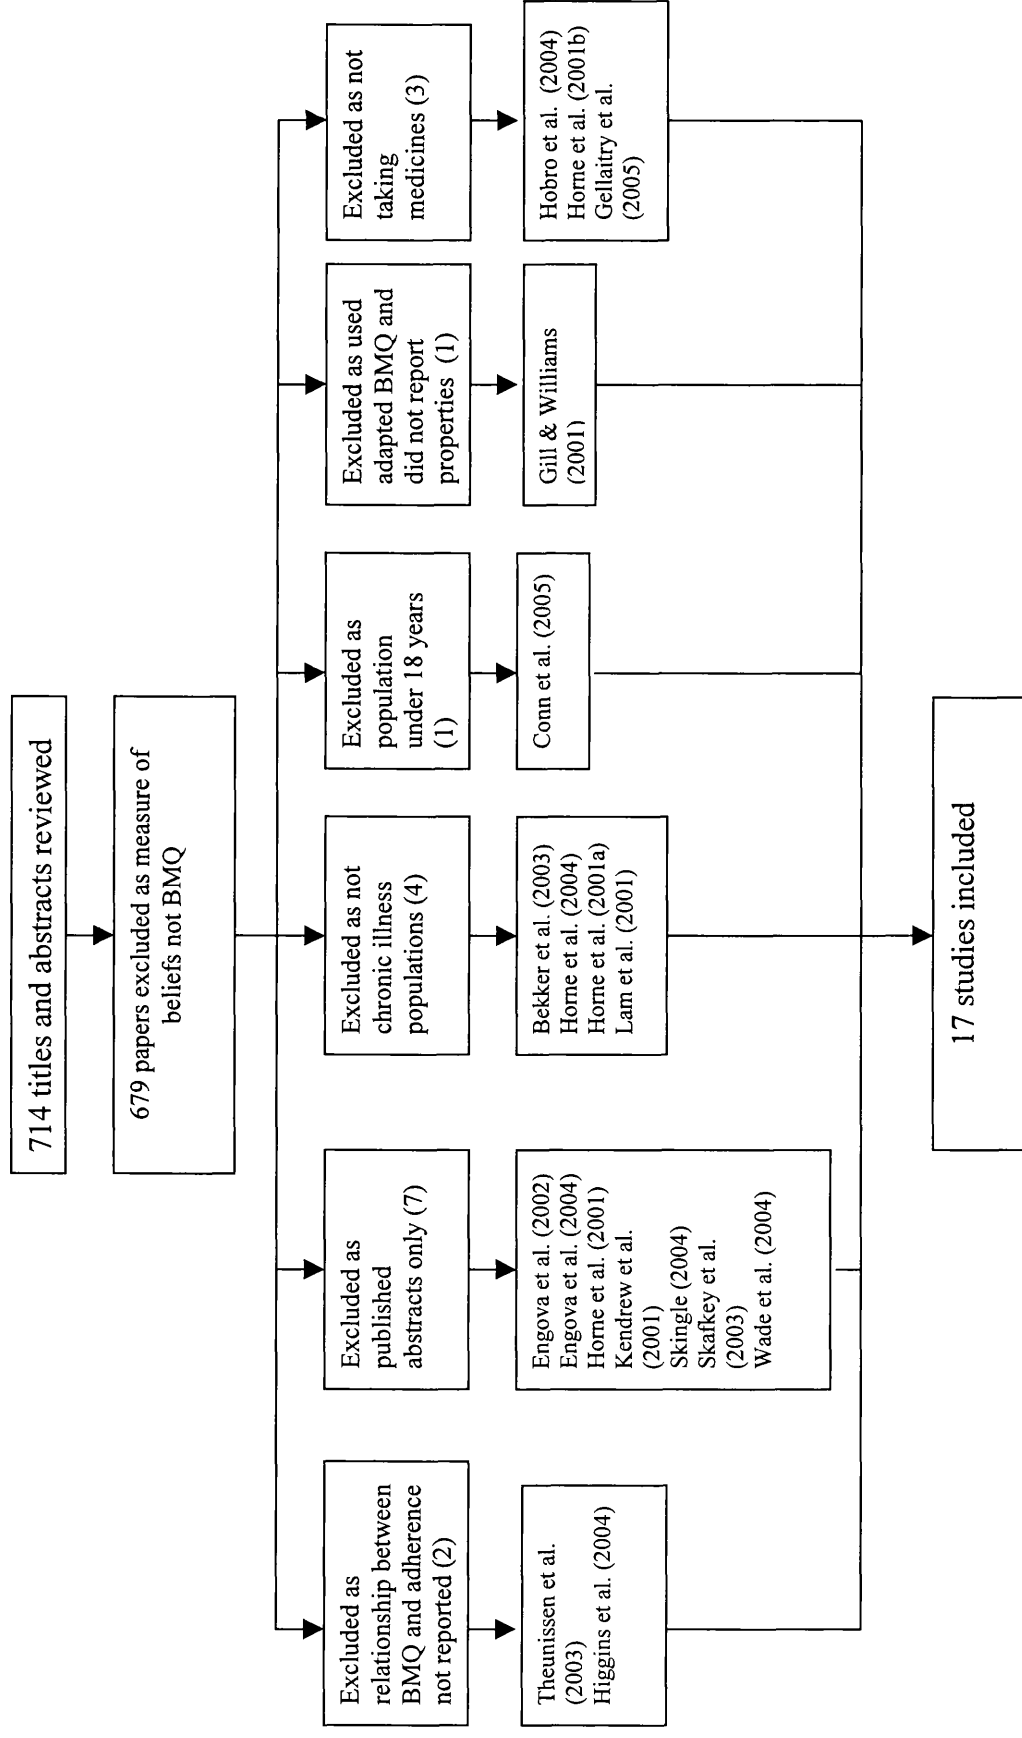 714 titles and abstracts reviewed
679 papers excluded as measure of
beliefs not BMQ
Excluded as
relationship between
BMQ and adherence
not reported (2)
Theunissen et al.
(2003)
Higgins et al. (2004)
Excluded as
published
abstracts only (7)
Engova et al. (2002)
Engova et al. (2004)
Horne et al. (2001)
Kendrew et al.
(2001)
Skingle (2004)
Skafkey et al.
(2003)
Wade et al. (2004)
Excluded as not
chronic illness
populations (4)
Bekker et al. (2003)
Horne et al. (2004)
Horne et al. (2001a)
Lam et al. (2001)
Excluded as
population
under 18 years
(1)
Conn et al. (2005)
Excluded as used
adapted BMQ and
did not report
properties (1)
Gill & Williams
(2001)
Excluded as not
taking
medicines (3)
Hobro et al. (2004)
Horne et al. (2001b)
Gellaitry et al.
(2005)
17 studies included